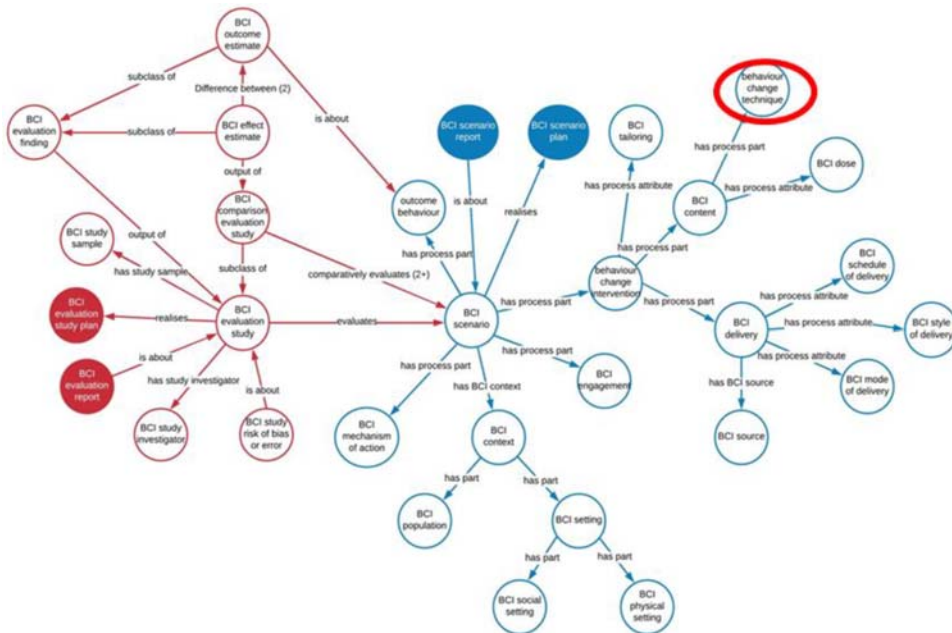 BCI
outcome
estimate
subclass of
Difference between (2)
BCI
evaluation
finding
subclass of
BCI effect
estimate
is about
output of
BCI
comparison
evaluation
study
output of
BCI study
sample
has study sample
subclass of
comparatively evaluates (2+)
BCI
evaluation
study plan
realises
BCI
evaluation
study
evaluates
is about
BCI
evaluation
report
has study investigator
is about
BCI study
investigator
BCI study
risk of bias
or error
BCI scenario
report
BCI scenario
plan
outcome
behaviour
is about
realises
has process part
BCI
scenario
has process part
has process part
has BCI context
has process part
BCI
engagement
BCI
mechanism
of action
BCI
context
has part
has part
BCI
population
BCI setting
has part
has part
BCI social
setting
BCI
physical
setting
behaviour
change
technique
BCI
tailoring
has process part
has process attribute
has process attribute
BCI dose
BCI
content
has process part
behaviour
change
intervention
has process part
BCI
delivery
has process attribute
BCI
schedule
of delivery
has process attribute
BCI style
of delivery
has process attribute
BCI mode
of delivery
has BCI source
BCI source